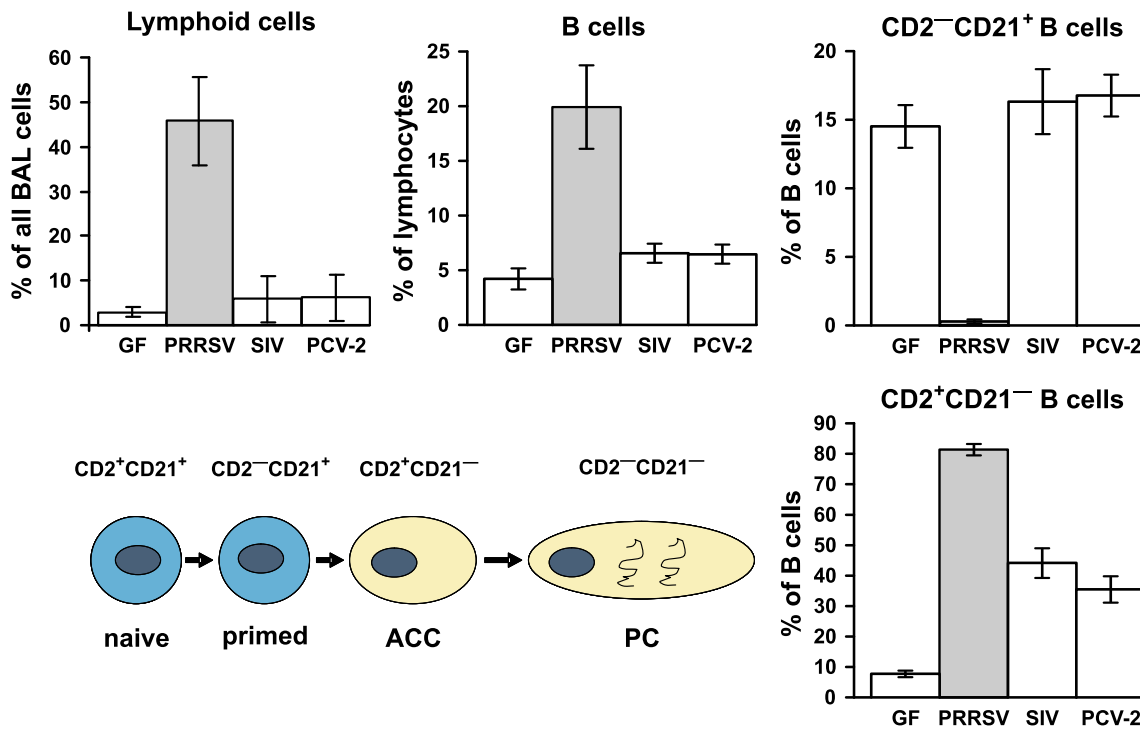 Lymphoid cells
% of all BAL cells
60
50
40
30
20
10
0
GF PRRSV SIV PCV-2
B cells
% of lymphocytes
25
20
15
10
5
0
GF PRRSV SIV PCV-2
CD2—CD21+ B cells
% of B cells
20
15
10
5
0
GF PRRSV SIV PCV-2
CD2+CD21+ CD2—CD21+ CD2+CD21— CD2—CD21—
naive primed ACC PC
CD2+CD21— B cells
% of B cells
90
80
70
60
50
40
30
20
10
0
GF PRRSV SIV PCV-2